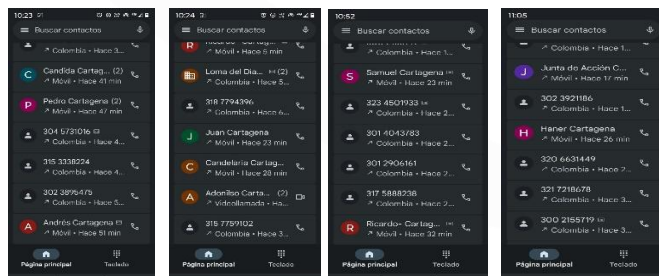 10:23
Buscar contactos
Colombia • Hace 3...
Candida Cartag... (2)
Móvil • Hace 41 min
Pedro Cartagena (2)
Móvil • Hace 47 min
304 5731016
Colombia • Hace 4...
315 3338224
Colombia • Hace 4...
302 3895475
Colombia • Hace 5...
A
Andrés Cartagena
Móvil • Hace 51 min
Página principal
Teclado
10:24
Buscar contactos
R
Móvil • Hace 5 min
Loma del Dia... (2)
Colombia • Hace 5...
318 7794396
Colombia • Hace 6...
J
Juan Cartagena
Móvil • Hace 23 min
C
Candelaria Cartag...
Móvil • Hace 28 min
A
Adonilso Carta... (2)
Videollamada • Ha...
315 7759102
Colombia • Hace 3...
Página principal
Teclado
10:52
Buscar contactos
Colombia • Hace 1...
S
Samuel Cartagena
Móvil • Hace 23 min
323 4501933
Colombia • Hace 2...
301 4043783
Colombia • Hace 2...
301 2906161
Colombia • Hace 2...
317 5888238
Colombia • Hace 2...
R
Ricardo- Cartag...
Móvil • Hace 32 min
Página principal
Teclado
11:05
Buscar contactos
Colombia • Hace 1...
J
Junta de Acción C...
Móvil • Hace 17 min
302 3921186
Colombia • Hace 1...
H
Haner Cartagena
Móvil • Hace 26 min
320 6631449
Colombia • Hace 2...
321 7218678
Colombia • Hace 3...
300 2155719
Colombia • Hace 3...
Página principal
Teclado